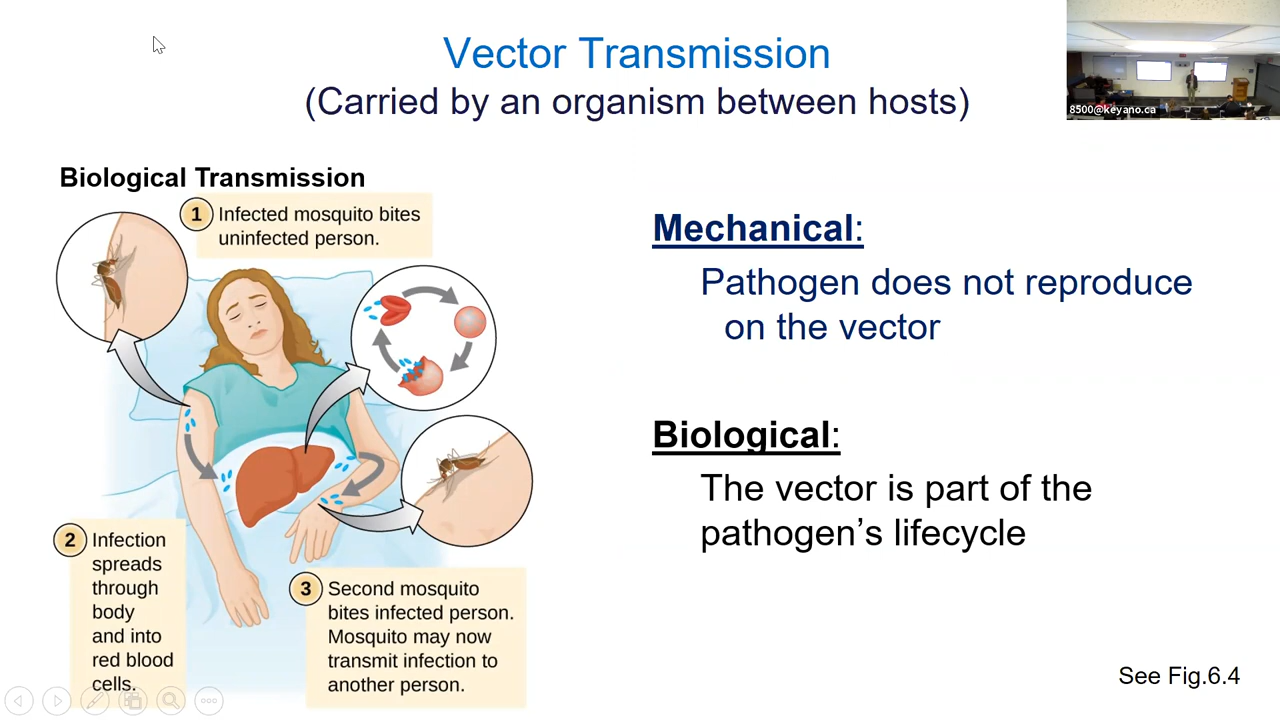 Vector Transmission
(Carried by an organism between hosts)
8500@keyano.ca
Biological Transmission
1 Infected mosquito bites
uninfected person.
2 Infection
spreads
through
body
and into
red blood
cells.
3 Second mosquito
bites infected person.
Mosquito may now
transmit infection to
another person.
Mechanical:
Pathogen does not reproduce
on the vector
Biological:
The vector is part of the
pathogen’s lifecycle
See Fig.6.4